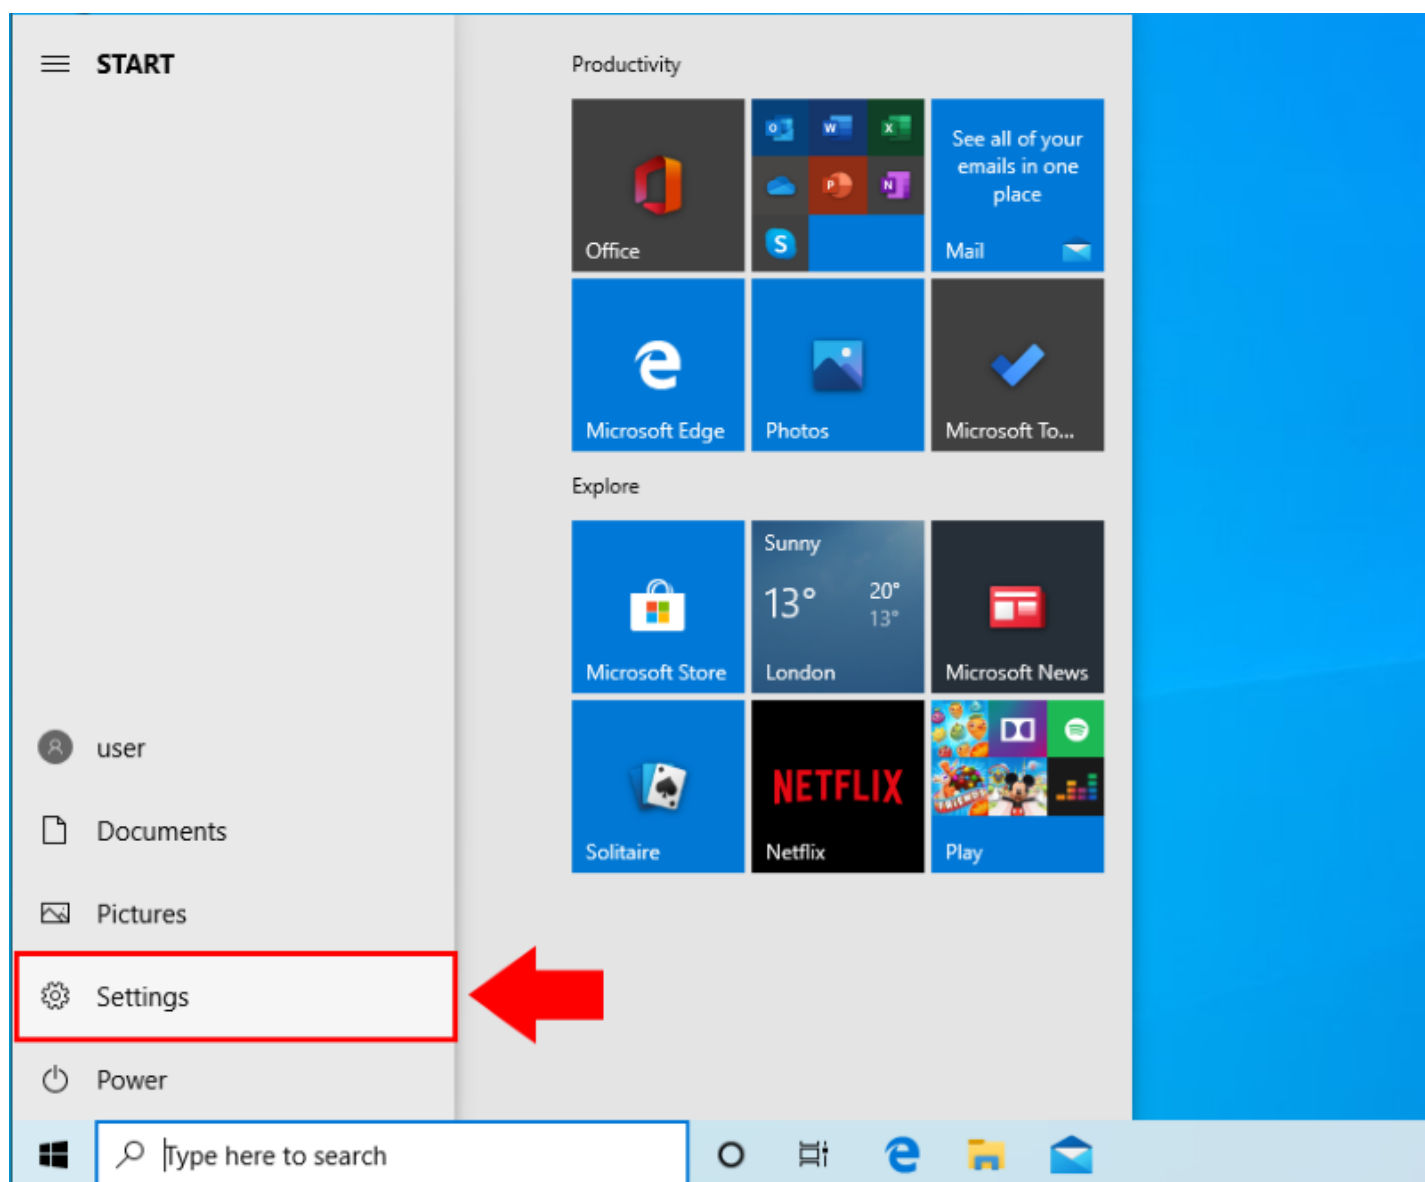 START
Productivity
Office
See all of your
emails in one
place
Mail
Microsoft Edge
Photos
Microsoft To...
Explore
Microsoft Store
Sunny
13°
20°
13°
London
Microsoft News
Solitaire
NETFLIX
Netflix
FRIENDS
Play
user
Documents
Pictures
Settings
Power
Type here to search